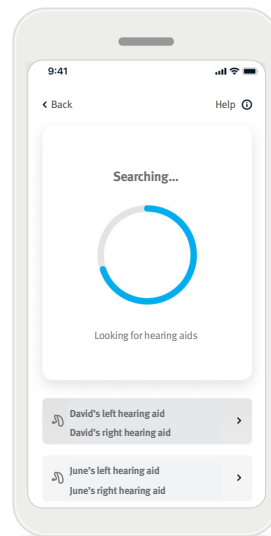 9:41
Back Help
Searching...
Looking for hearing aids
David's left hearing aid
David's right hearing aid
June's left hearing aid
June's right hearing aid